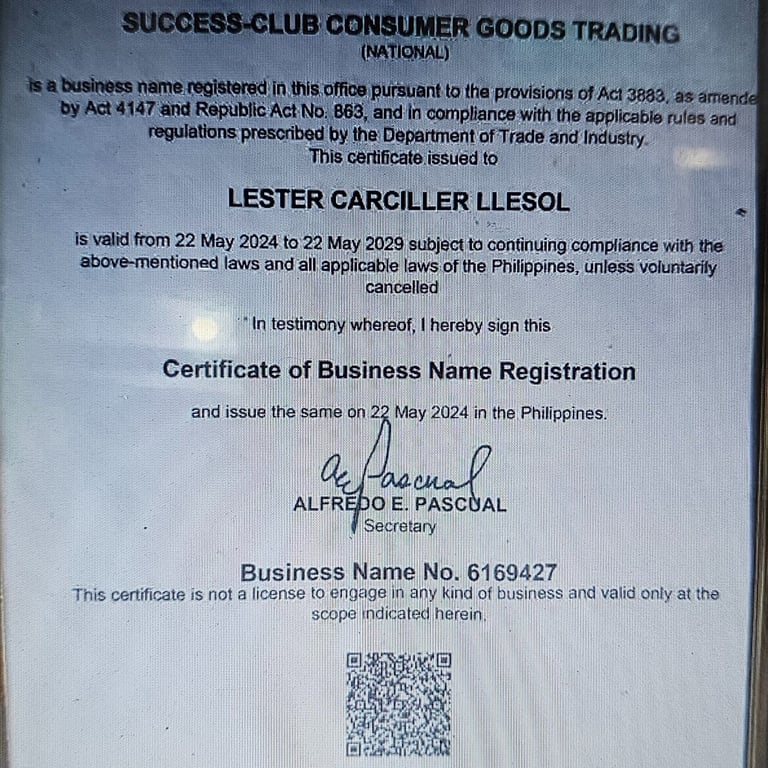 SUCCESS-CLUB CONSUMER GOODS TRADING
(NATIONAL)
is a business name registered in this office pursuant to the provisions of Act 3883, as amende
by Act 4147 and Republic Act No. 863, and in compliance with the applicable rules and
regulations prescribed by the Department of Trade and Industry.
This certificate issued to
LESTER CARCILLER LLESOL
is valid from 22 May 2024 to 22 May 2029 subject to continuing compliance with the
above-mentioned laws and all applicable laws of the Philippines, unless voluntarily
cancelled
In testimony whereof, I hereby sign this
Certificate of Business Name Registration
and issue the same on 22 May 2024 in the Philippines.
ALFREDO E. PASCUAL
Secretary
Business Name No. 6169427
This certificate is not a license to engage in any kind of business and valid only at the
scope indicated herein.